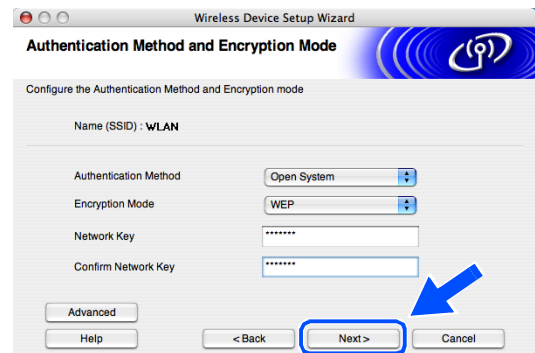 Wireless Device Setup Wizard
Authentication Method and Encryption Mode
Configure the Authentication Method and Encryption mode
Name (SSID) : WLAN
Authentication Method Open System
Encryption Mode WEP
Network Key *******
Confirm Network Key *******
Advanced
Help < Back Next > Cancel